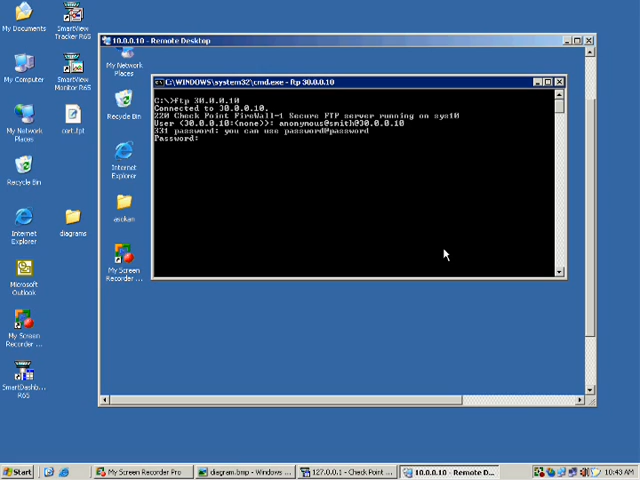 My Documents
SmartView
Tracker R65
My Computer
SmartView
Monitor R65
My Network
Places
cert.fpt
Recycle Bin
Internet
Explorer
diagrams
Microsoft
Outlook
My Screen
Recorder ...
SmartDashb...
R65
10.0.0.10 - Remote Desktop
My Network
Places
Recycle Bin
Internet
Explorer
asokan
My Screen
Recorder ...
C:\WINDOWS\system32\cmd.exe - ftp 30.0.0.10
C:\>ftp 30.0.0.10
Connected to 30.0.0.10.
220 Check Point FireWall-1 Secure FTP server running on sys10
User (30.0.0.10:(none)): anonymous@smith@30.0.0.10
331 password: you can use password@password
Password:
Start
My Screen Recorder Pro
diagram.bmp - Windows ...
127.0.0.1 - Check Point ...
10.0.0.10 - Remote D...
10:43 AM